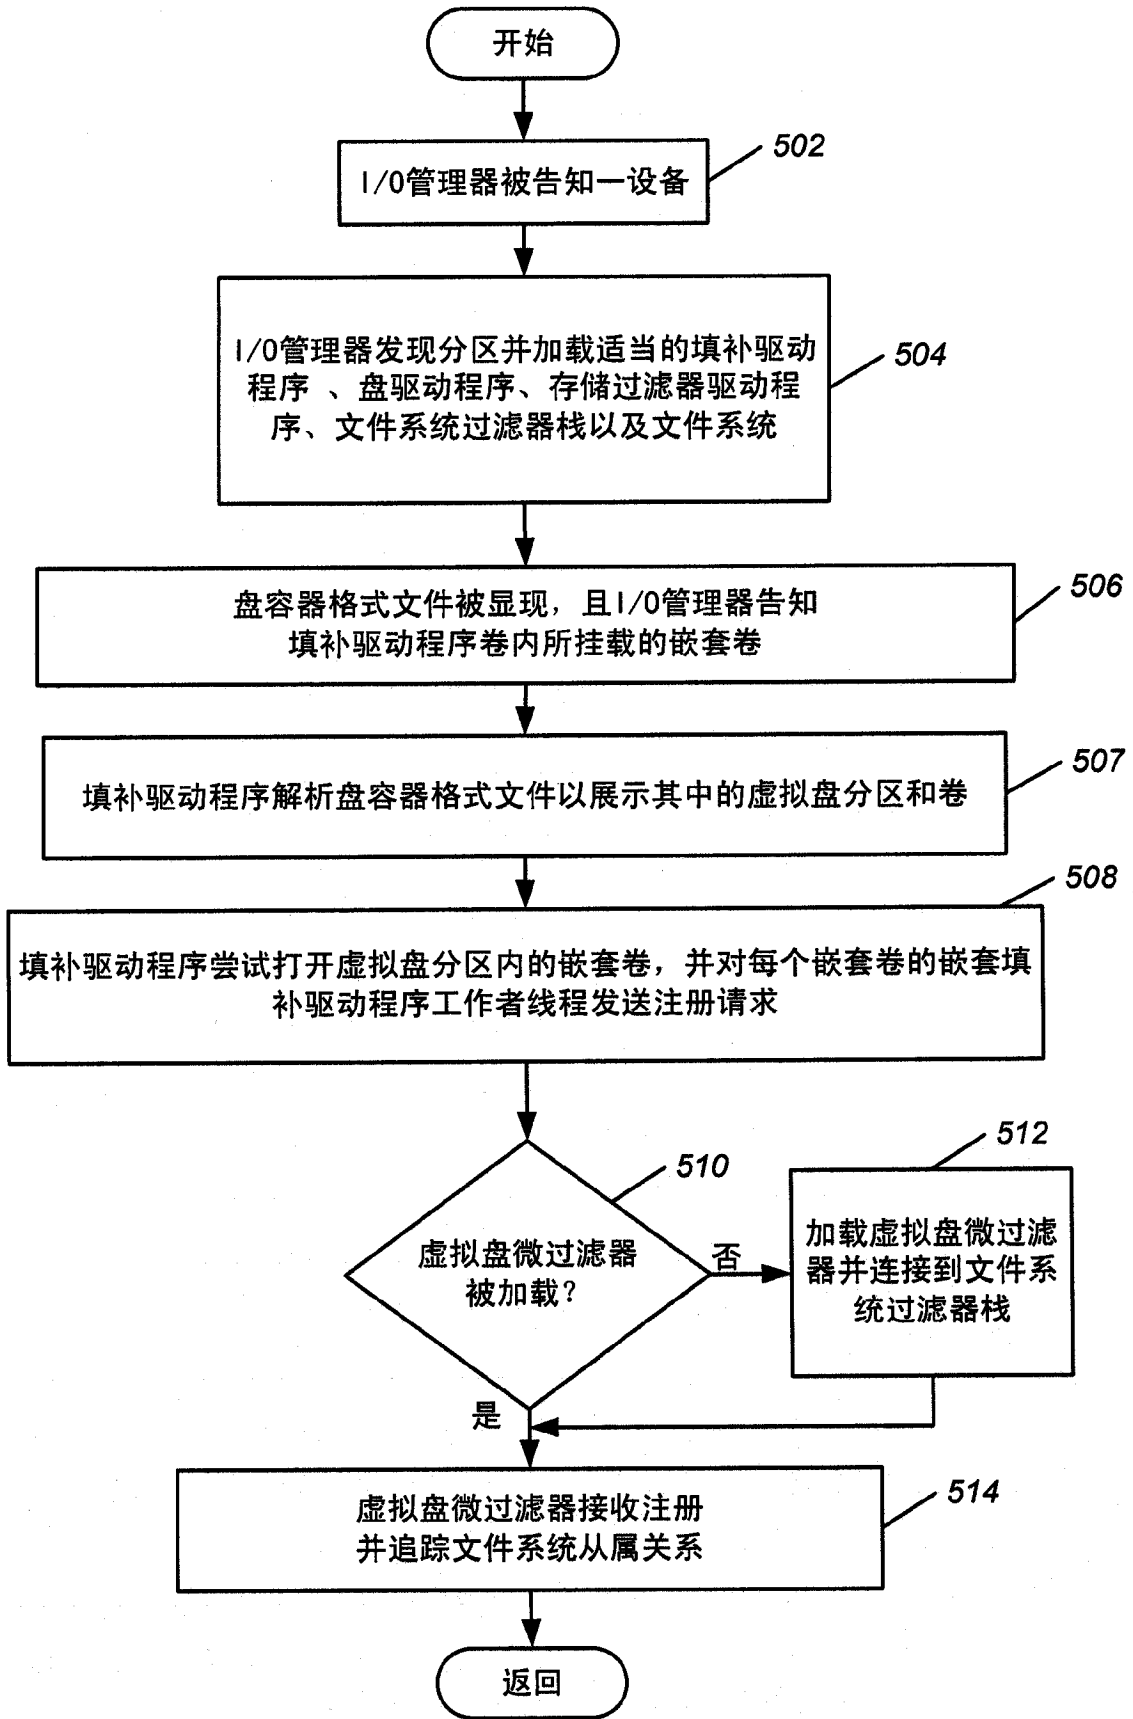 开始
502
I/O管理器被告知一设备
I/O管理器发现分区并加载适当的填补驱动
程序 、盘驱动程序、存储过滤器驱动程
序、文件系统过滤器栈以及文件系统
504
盘容器格式文件被显现，且I/O管理器告知
填补驱动程序卷内所挂载的嵌套卷
506
填补驱动程序解析盘容器格式文件以展示其中的虚拟盘分区和卷
507
508
填补驱动程序尝试打开虚拟盘分区内的嵌套卷，并对每个嵌套卷的嵌套填
补驱动程序工作者线程发送注册请求
510
虚拟盘微过滤器
被加载？
否
512
加载虚拟盘微过滤
器并连接到文件系
统过滤器栈
是
虚拟盘微过滤器接收注册
并追踪文件系统从属关系
514
返回